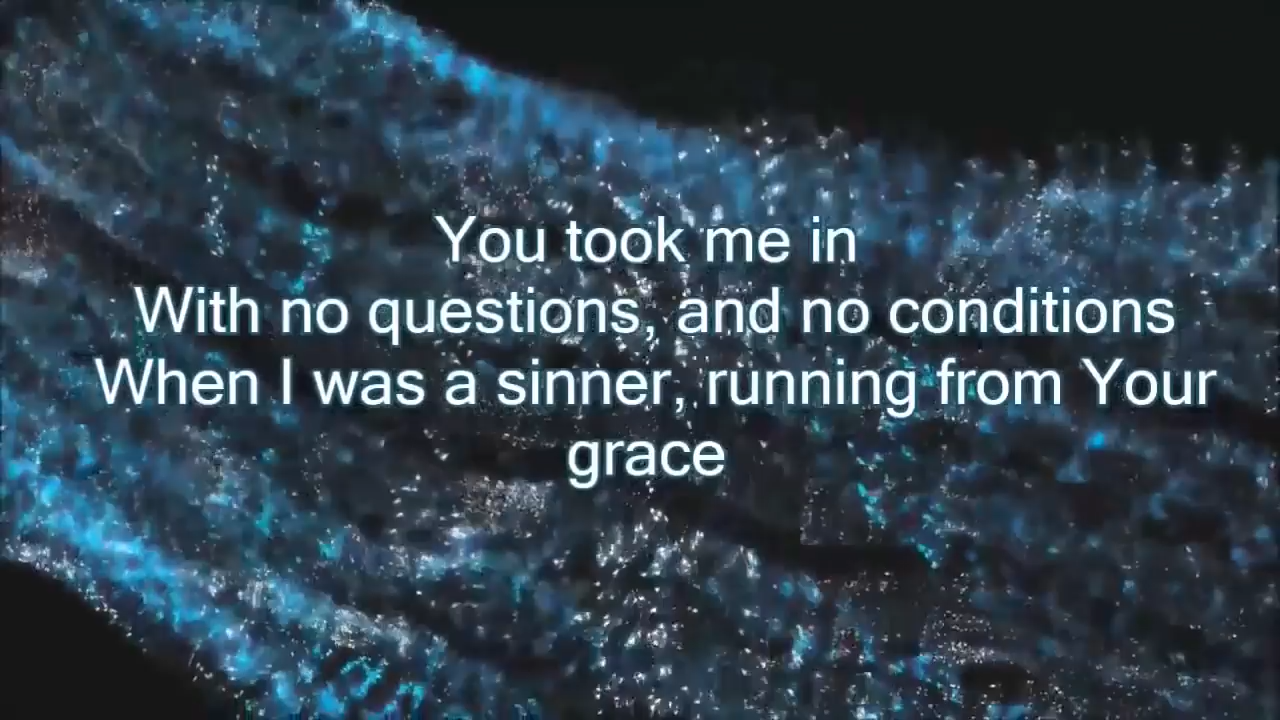 You took me in
With no questions, and no conditions
When I was a sinner, running from Your
grace